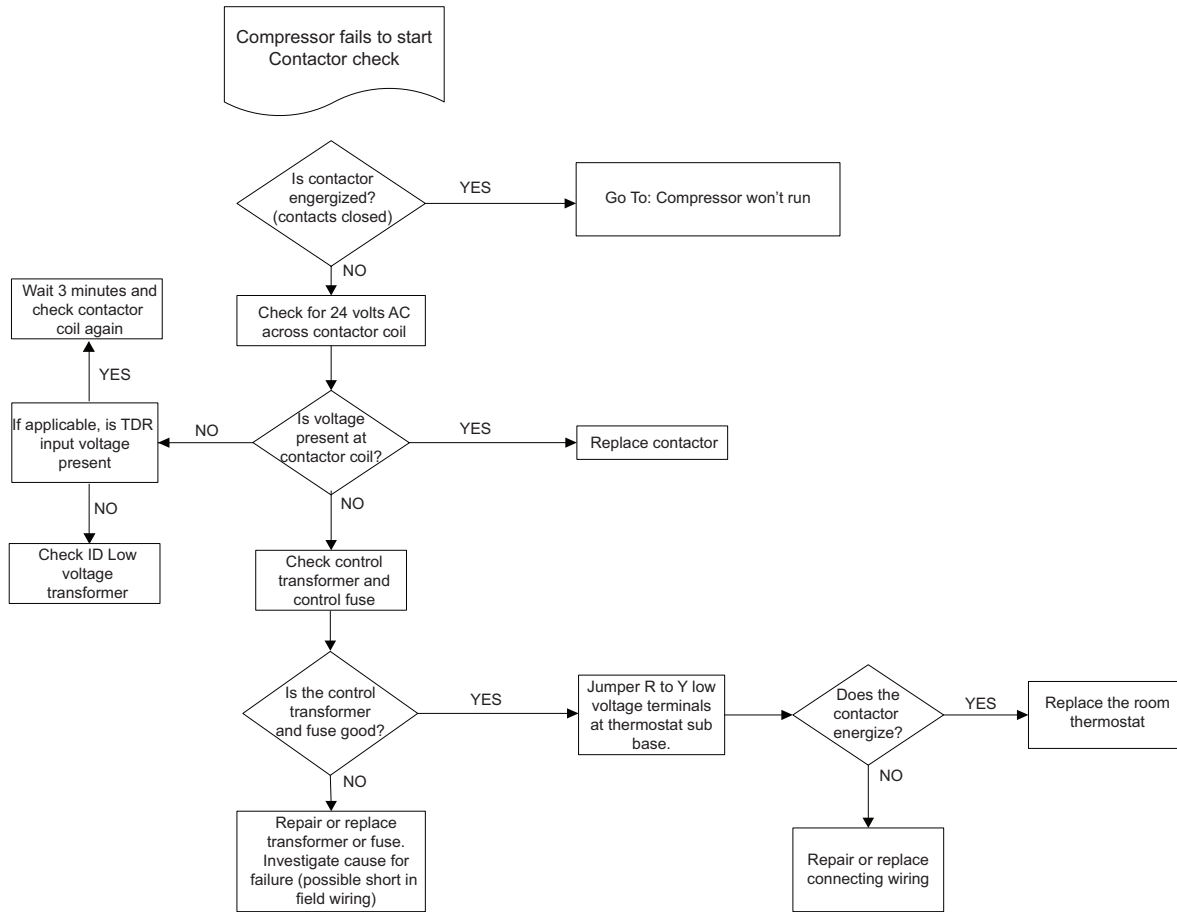 Compressor fails to start
Contactor check
Is contactor
engergized?
(contacts closed)
YES
Go To: Compressor won't run
NO
Wait 3 minutes and
check contactor
coil again
Check for 24 volts AC
across contactor coil
YES
If applicable, is TDR
input voltage
present
NO
Is voltage
present at
contactor coil?
YES
Replace contactor
NO
NO
Check ID Low
voltage
transformer
Check control
transformer and
control fuse
Is the control
transformer
and fuse good?
YES
Jumper R to Y low
voltage terminals
at thermostat sub
base.
Does the
contactor
energize?
YES
Replace the room
thermostat
NO
NO
Repair or replace
transformer or fuse.
Investigate cause for
failure (possible short in
field wiring)
Repair or replace
connecting wiring